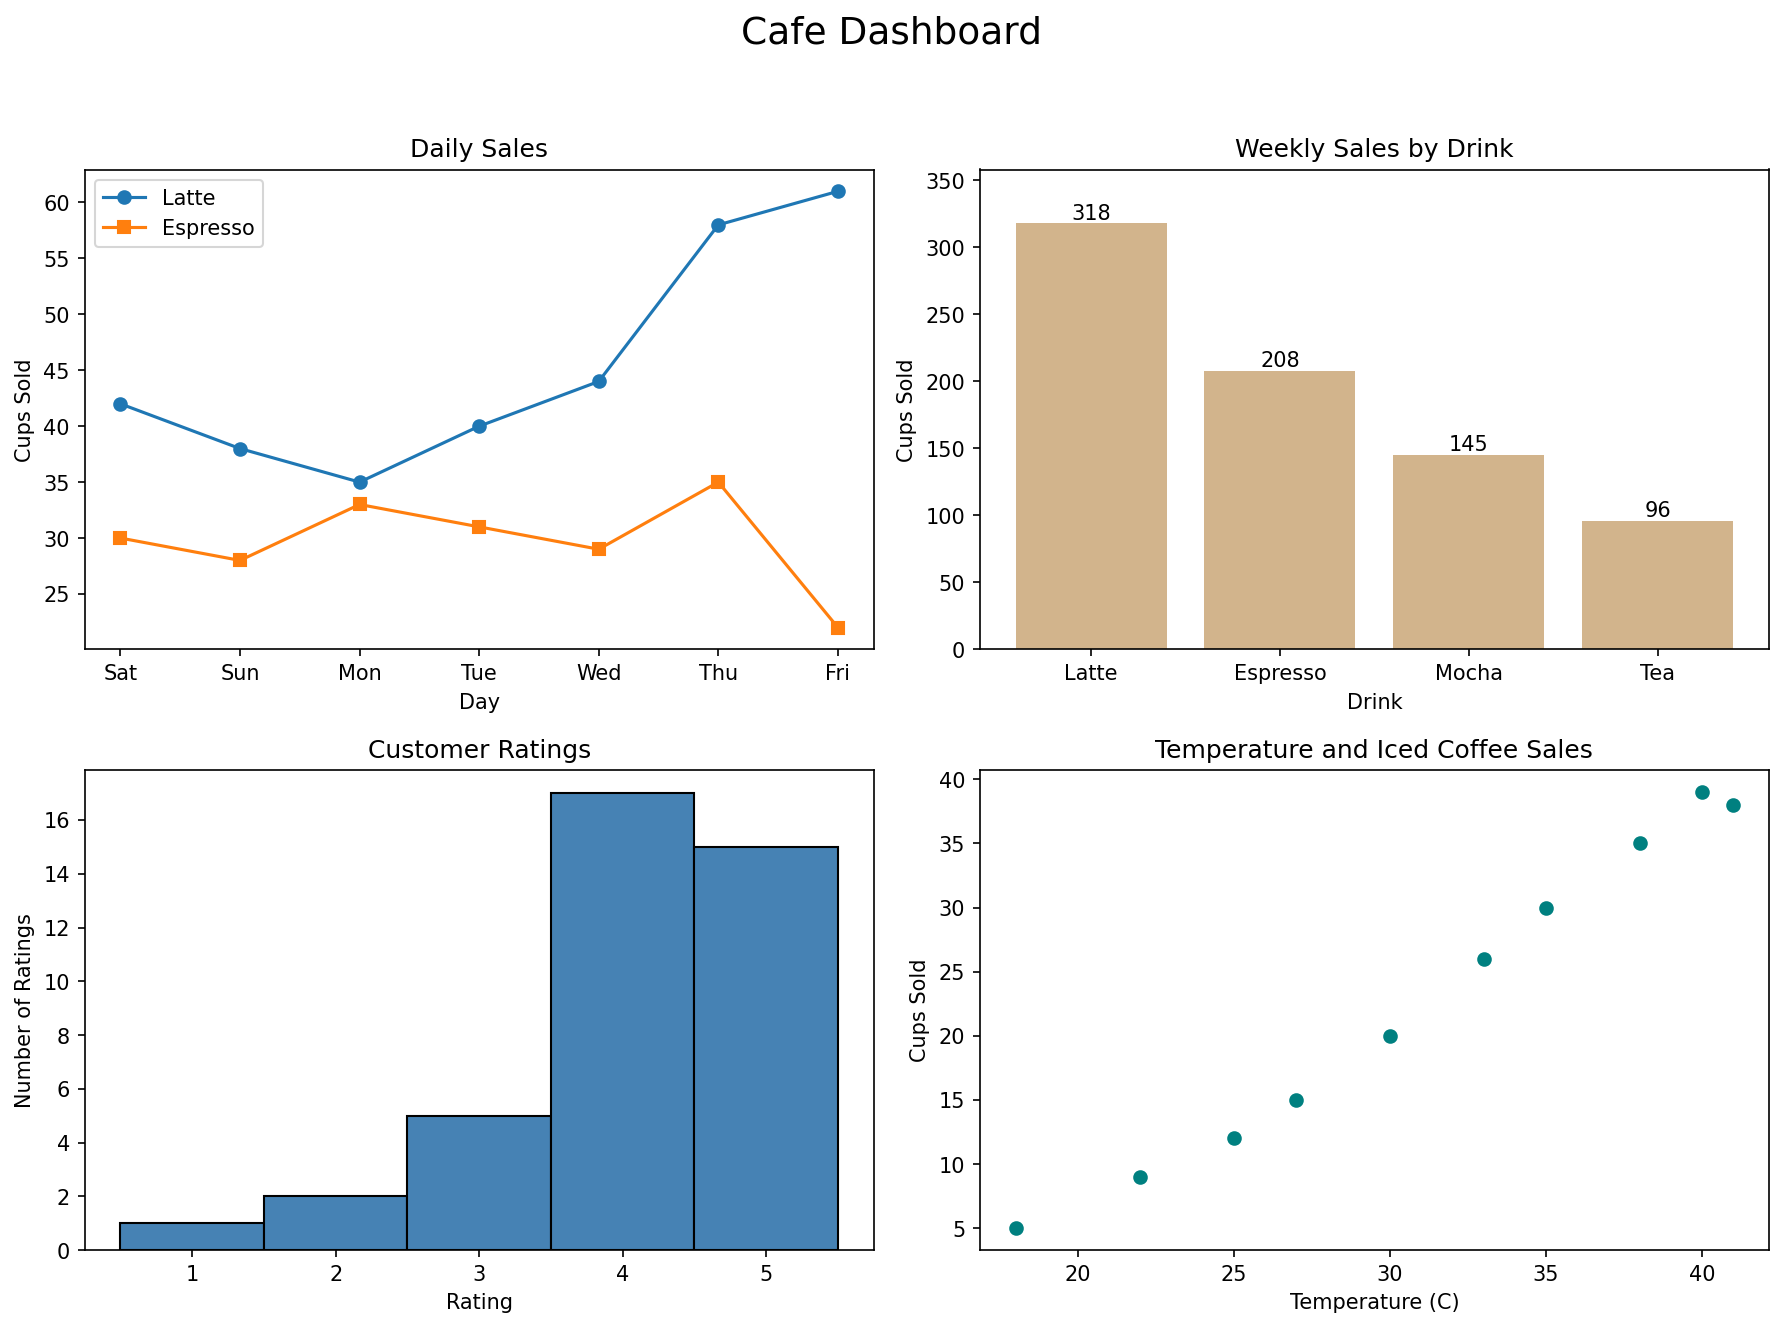 Cafe Dashboard
Daily Sales
Latte
Espresso
60
55
50
45
40
35
30
25
Cups Sold
Sat Sun Mon Tue Wed Thu Fri
Day
Weekly Sales by Drink
350
300
250
200
150
100
50
0
Cups Sold
318
208
145
96
Latte Espresso Mocha Tea
Drink
Customer Ratings
16
14
12
10
8
6
4
2
0
Number of Ratings
1 2 3 4 5
Rating
Temperature and Iced Coffee Sales
40
35
30
25
20
15
10
5
Cups Sold
20 25 30 35 40
Temperature (C)